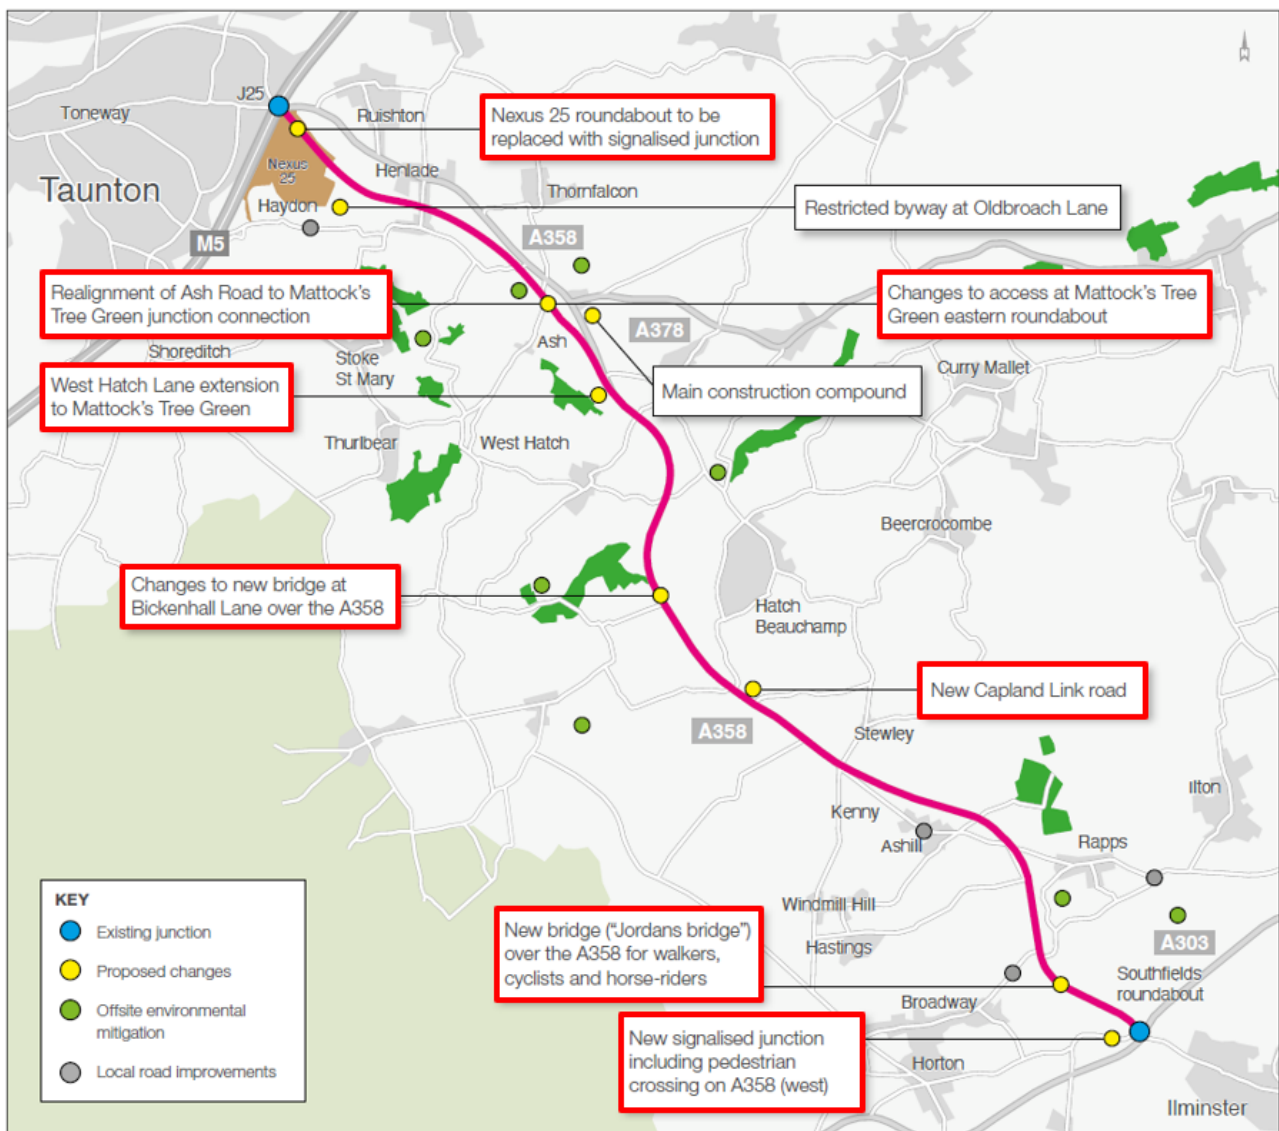 J25
Toneway
Ruishton
Nexus 25 roundabout to be
replaced with signalised junction
Nexus
25
Henlade
Taunton
Thornfalcon
Haydon
Restricted byway at Oldbroach Lane
M5
A358
Realignment of Ash Road to Mattock's
Tree Green junction connection
Changes to access at Mattock's Tree
Green eastern roundabout
A378
Ash
Shoreditch
Stoke
St Mary
Curry Mallet
West Hatch Lane extension
to Mattock's Tree Green
Main construction compound
Thurlbear
West Hatch
Beercrocombe
Changes to new bridge at
Bickenhall Lane over the A358
Hatch
Beauchamp
New Capland Link road
A358
Stewley
Ilton
Kenny
Ashill
Rapps
KEY
Existing junction
Proposed changes
Offsite environmental
mitigation
Local road improvements
Windmill Hill
Hastings
New bridge (“Jordans bridge”)
over the A358 for walkers,
cyclists and horse-riders
A303
Southfields
roundabout
Broadway
New signalised junction
including pedestrian
crossing on A358 (west)
Horton
Ilminster